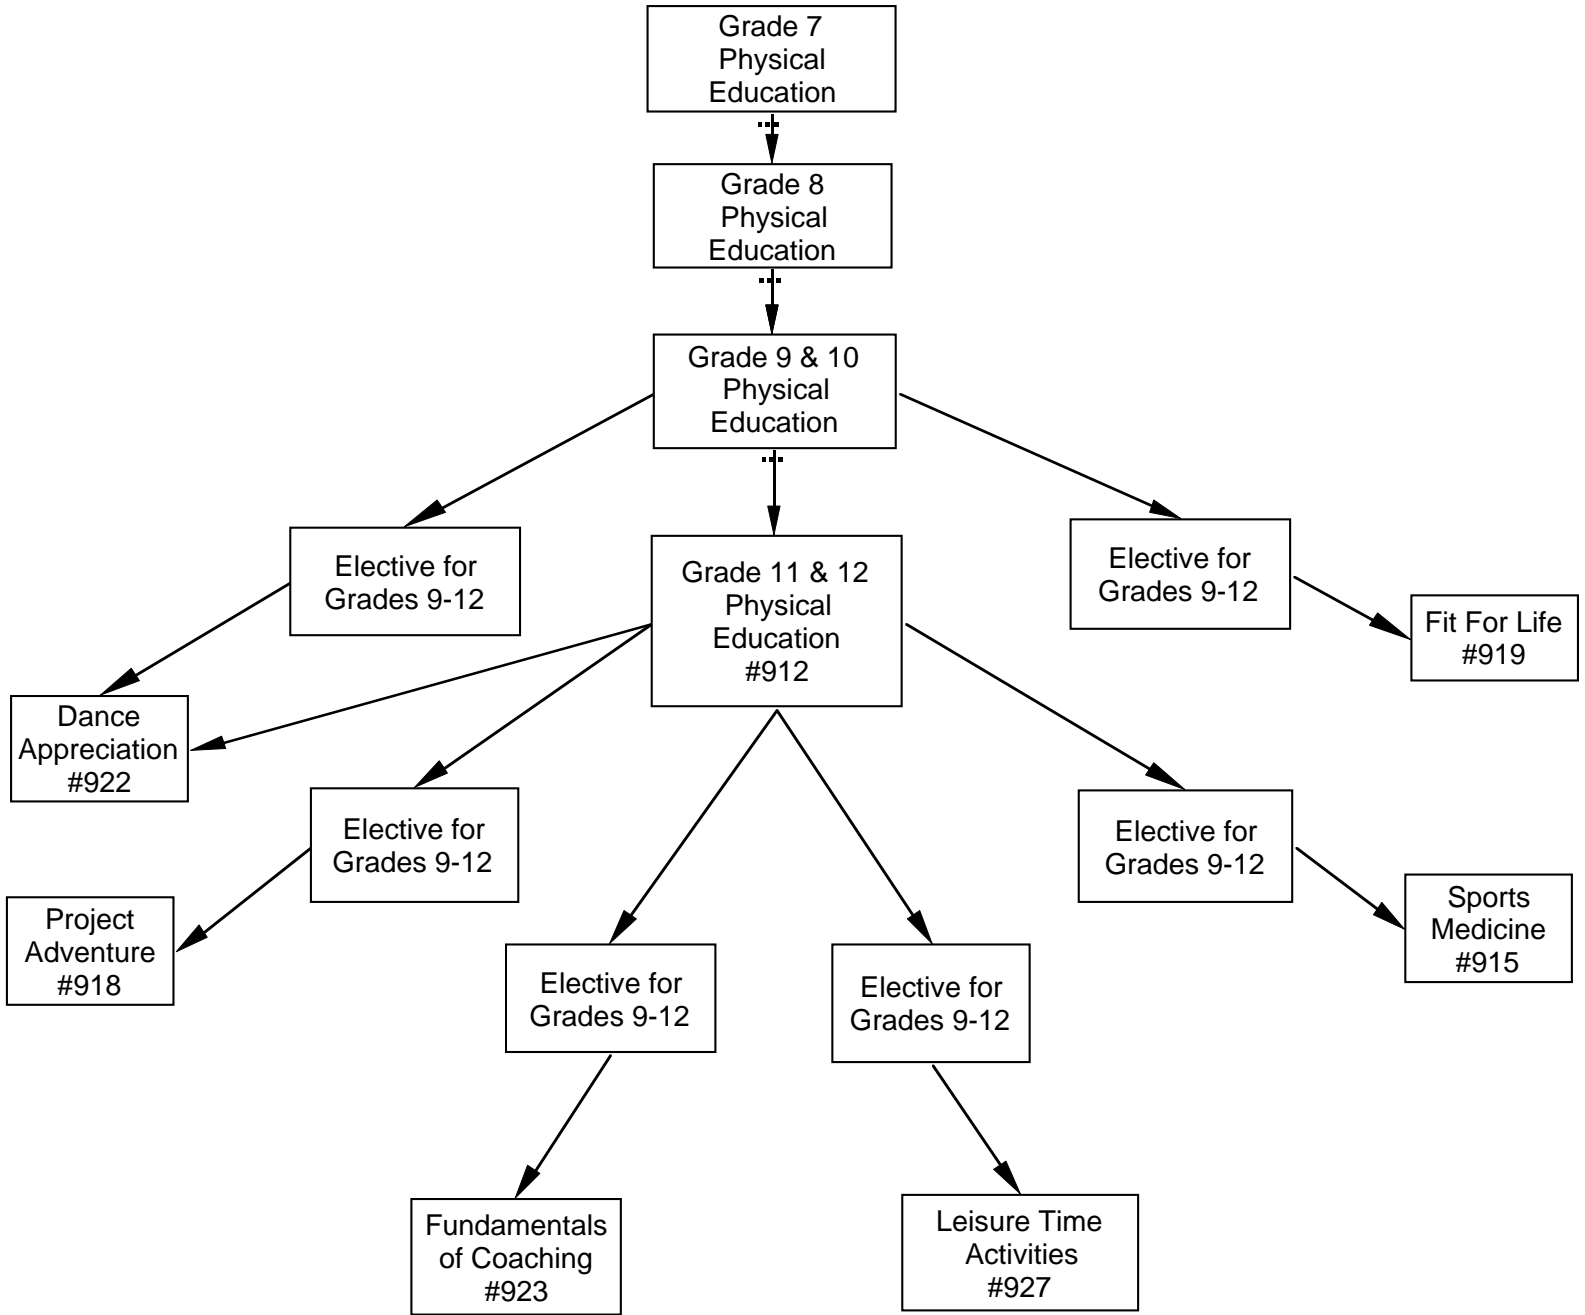 Grade 7
Physical
Education
Grade 8
Physical
Education
Grade 9 & 10
Physical
Education
Elective for
Grades 9-12
Grade 11 & 12
Physical
Education
#912
Elective for
Grades 9-12
Fit For Life
#919
Dance
Appreciation
#922
Elective for
Grades 9-12
Elective for
Grades 9-12
Project
Adventure
#918
Sports
Medicine
#915
Elective for
Grades 9-12
Elective for
Grades 9-12
Fundamentals
of Coaching
#923
Leisure Time
Activities
#927